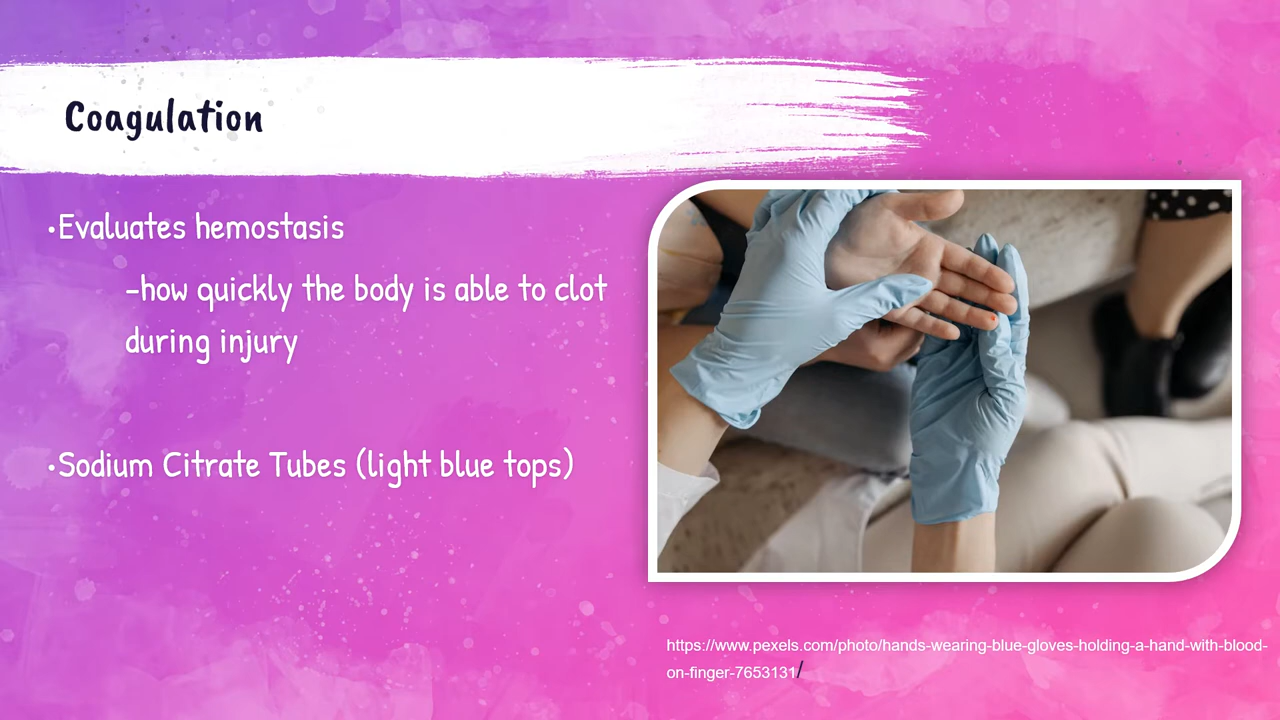 Coagulation
•Evaluates hemostasis
-how quickly the body is able to clot
during injury
•Sodium Citrate Tubes (light blue tops)
https://www.pexels.com/photo/hands-wearing-blue-gloves-holding-a-hand-with-blood-
on-finger-7653131/